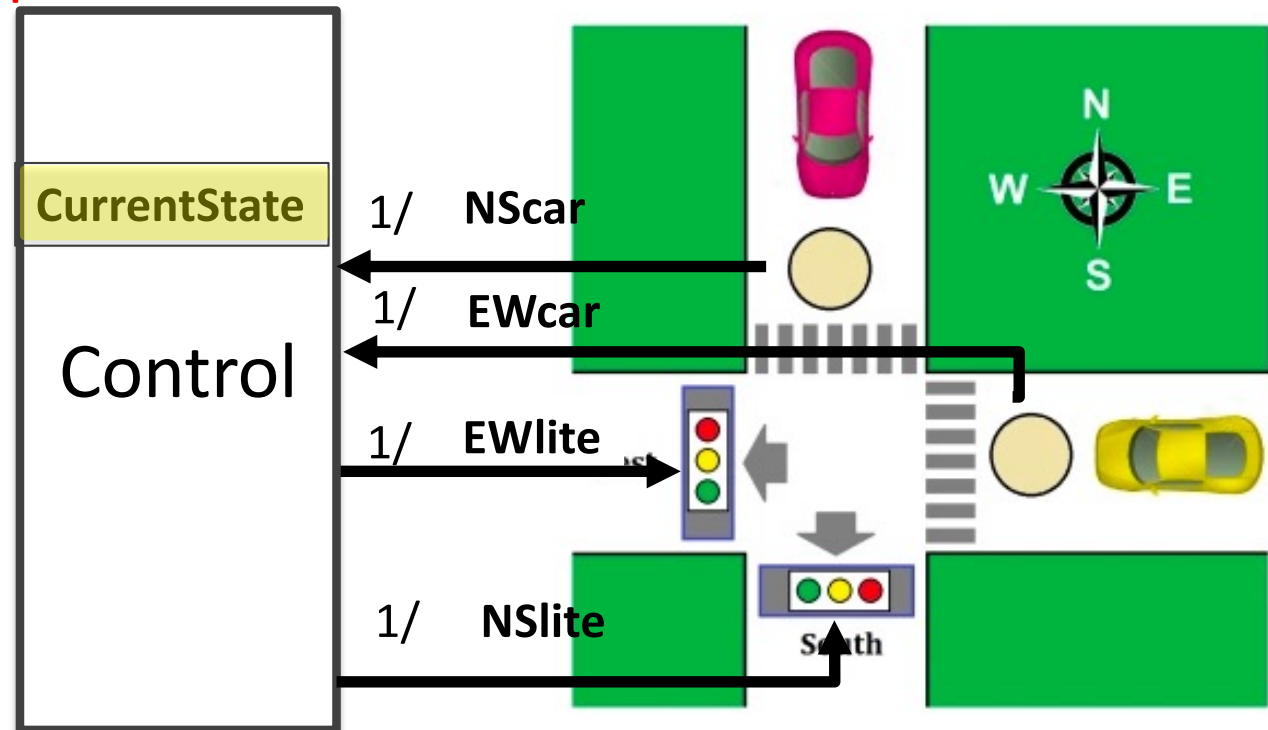 CurrentState
Control
1/ NScar
1/ EWcar
1/ EWlite
1/ NSlite
N
W E
S
South